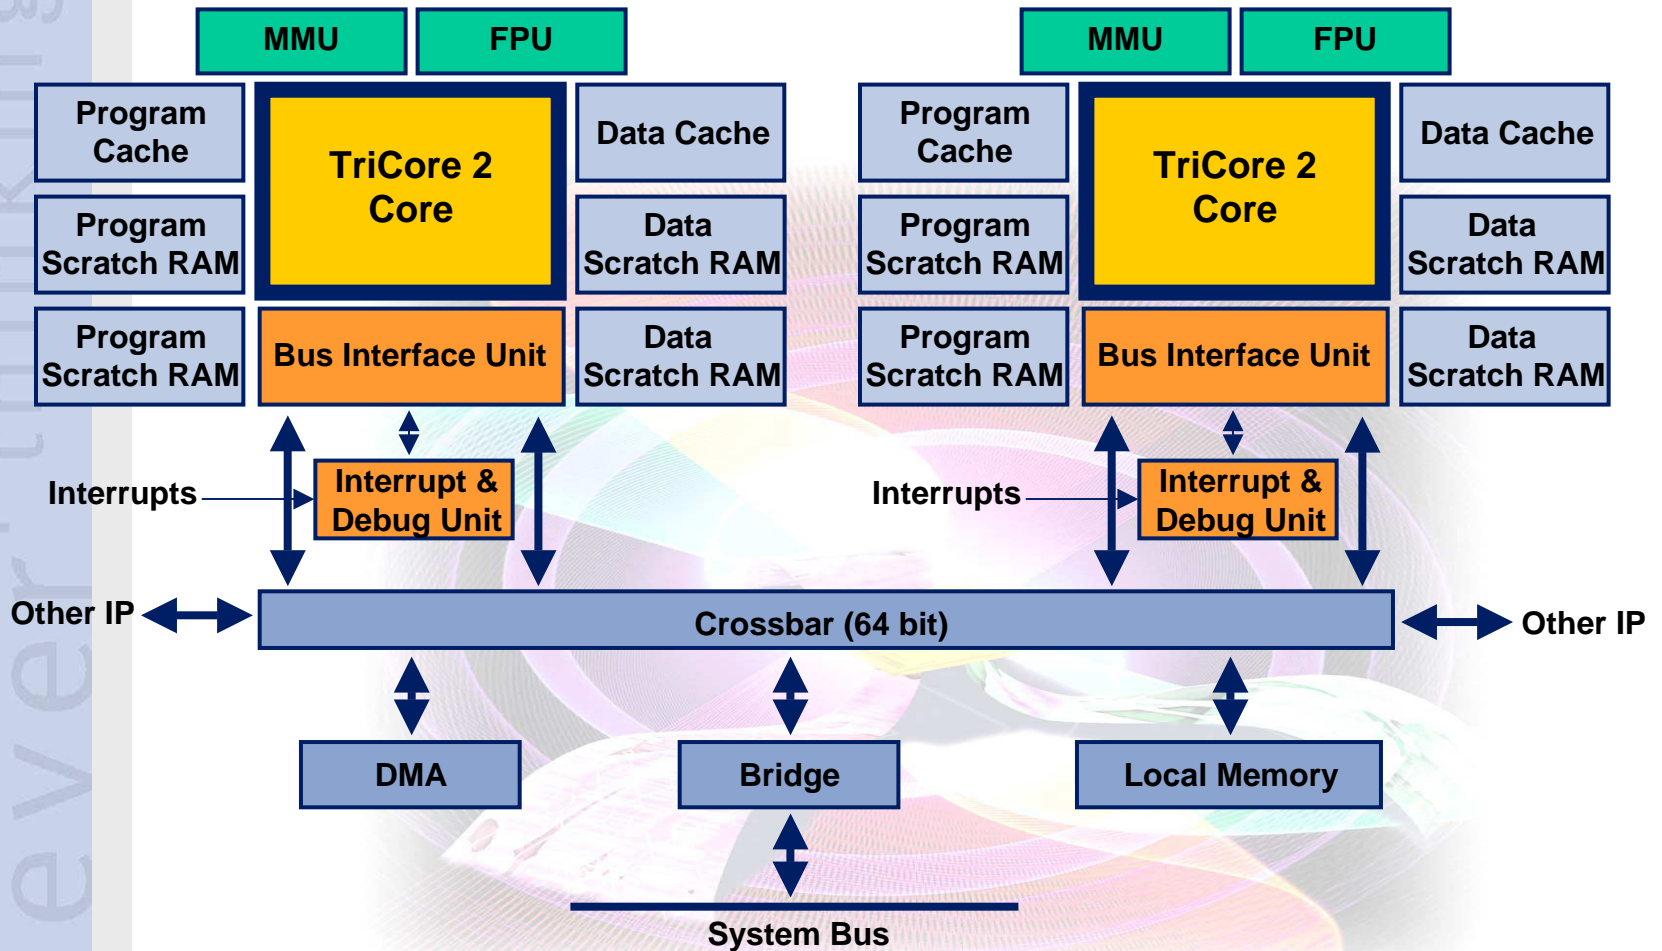 MMU
FPU
MMU
FPU
Program
Cache
TriCore 2
Core
Data Cache
Program
Cache
TriCore 2
Core
Data Cache
Program
Scratch RAM
Data
Scratch RAM
Program
Scratch RAM
Data
Scratch RAM
Program
Scratch RAM
Bus Interface Unit
Data
Scratch RAM
Program
Scratch RAM
Bus Interface Unit
Data
Scratch RAM
Interrupts
Interrupt &
Debug Unit
Interrupts
Interrupt &
Debug Unit
Other IP
Crossbar (64 bit)
Other IP
DMA
Bridge
Local Memory
System Bus
ever